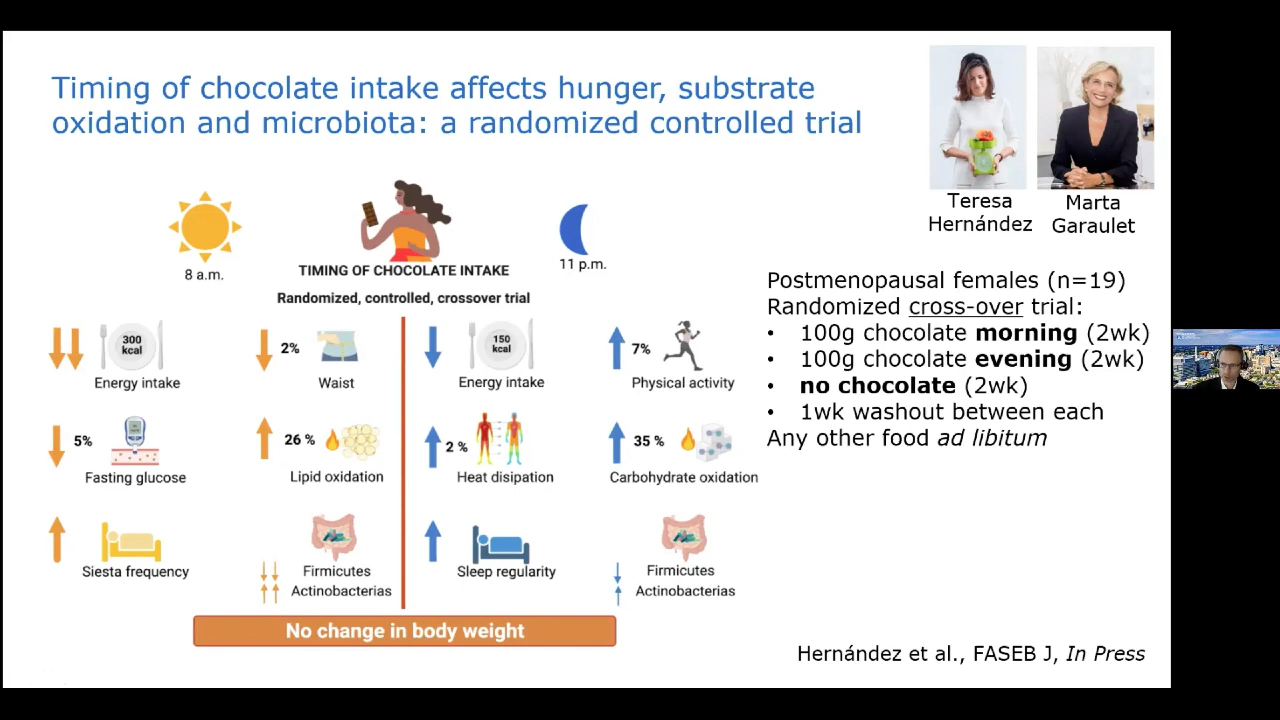 Timing of chocolate intake affects hunger, substrate
oxidation and microbiota: a randomized controlled trial
Teresa
Hernández
Marta
Garaulet
8 a.m.
11 p.m.
TIMING OF CHOCOLATE INTAKE
Randomized, controlled, crossover trial
300
kcal
Energy intake
2%
Waist
150
kcal
Energy intake
7%
Physical activity
5%
Fasting glucose
26 %
Lipid oxidation
2 %
Heat disipation
35 %
Carbohydrate oxidation
Siesta frequency
Firmicutes
Actinobacterias
Sleep regularity
Firmicutes
Actinobacterias
No change in body weight
Postmenopausal females (n=19)
Randomized cross-over trial:
• 100g chocolate morning (2wk)
• 100g chocolate evening (2wk)
• no chocolate (2wk)
• 1wk washout between each
Any other food ad libitum
Hernández et al., FASEB J, In Press